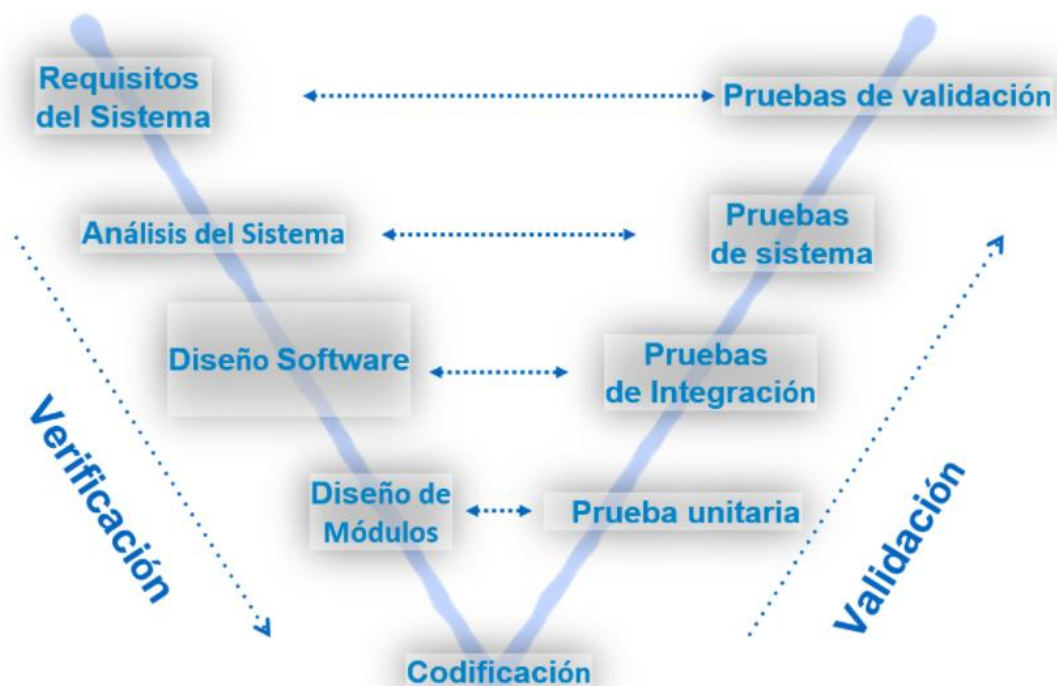 Requisitos
del Sistema
Pruebas de validación
Análisis del Sistema
Pruebas
de sistema
Diseño Software
Pruebas
de Integración
Verificación
Validación
Diseño de
Módulos
Prueba unitaria
Codificación